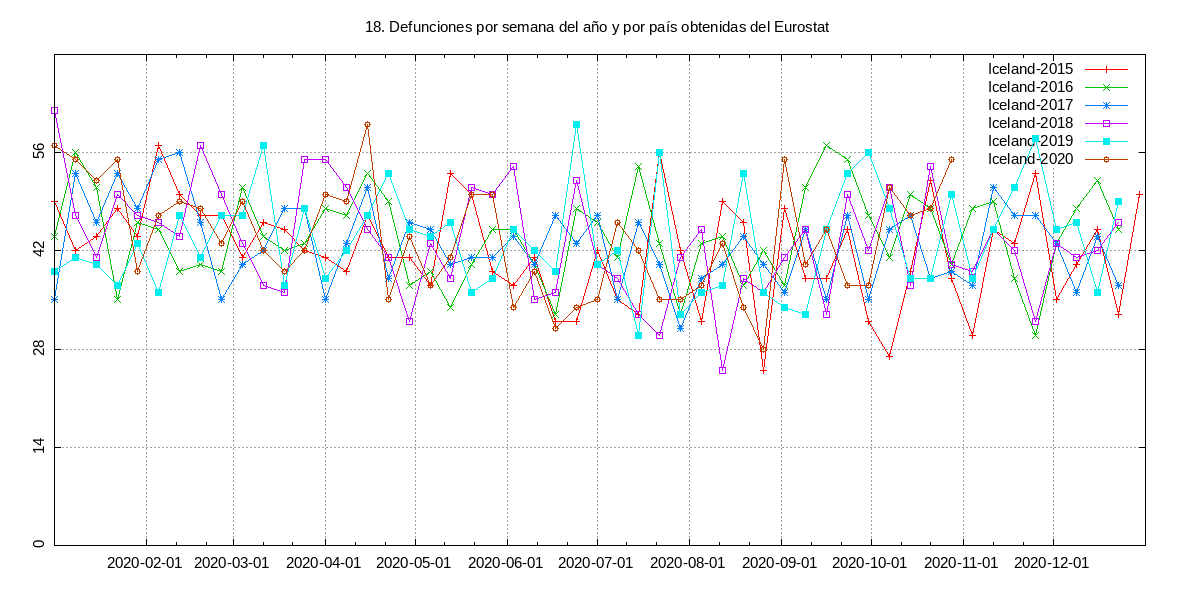 18. Defunciones por semana del año y por país obtenidas del Eurostat
Iceland-2015
Iceland-2016
Iceland-2017
Iceland-2018
Iceland-2019
Iceland-2020
56
42
28
14
0
2020-02-01 2020-03-01 2020-04-01 2020-05-01 2020-06-01 2020-07-01 2020-08-01 2020-09-01 2020-10-01 2020-11-01 2020-12-01